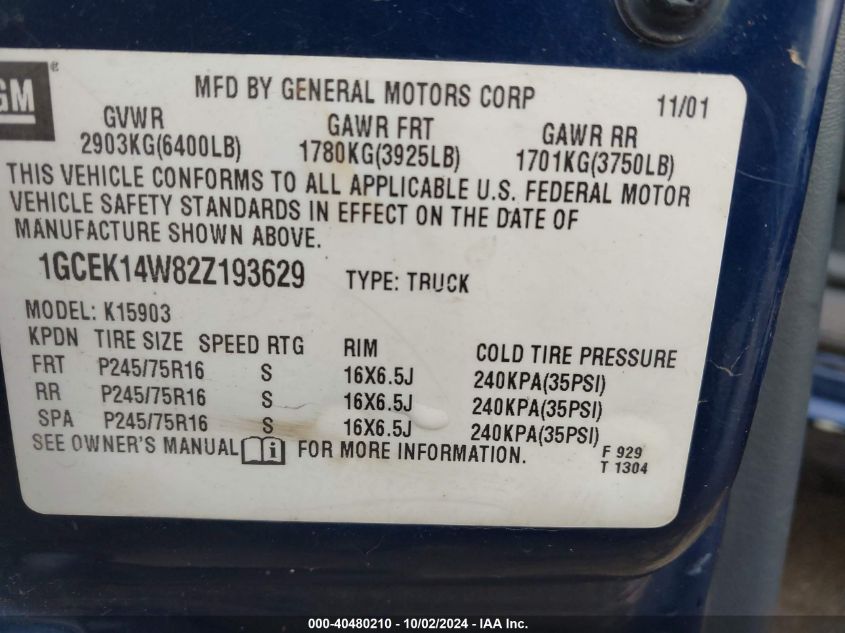 GM ®
MFD BY GENERAL MOTORS CORP 11/01
GVWR GAWR FRT GAWR RR
2903KG(6400LB) 1780KG(3925LB) 1701KG(3750LB)
THIS VEHICLE CONFORMS TO ALL APPLICABLE U.S. FEDERAL MOTOR
VEHICLE SAFETY STANDARDS IN EFFECT ON THE DATE OF
MANUFACTURE SHOWN ABOVE.
1GCEK14W82Z193629 TYPE: TRUCK
MODEL: K15903
KPDN TIRE SIZE SPEED RTG RIM COLD TIRE PRESSURE
FRT P245/75R16 S 16X6.5J 240KPA(35PSI)
RR P245/75R16 S 16X6.5J 240KPA(35PSI)
SPA P245/75R16 S 16X6.5J 240KPA(35PSI)
SEE OWNER'S MANUAL FOR MORE INFORMATION.
F 929
T 1304
000-40480210 - 10/02/2024 - IAA Inc.